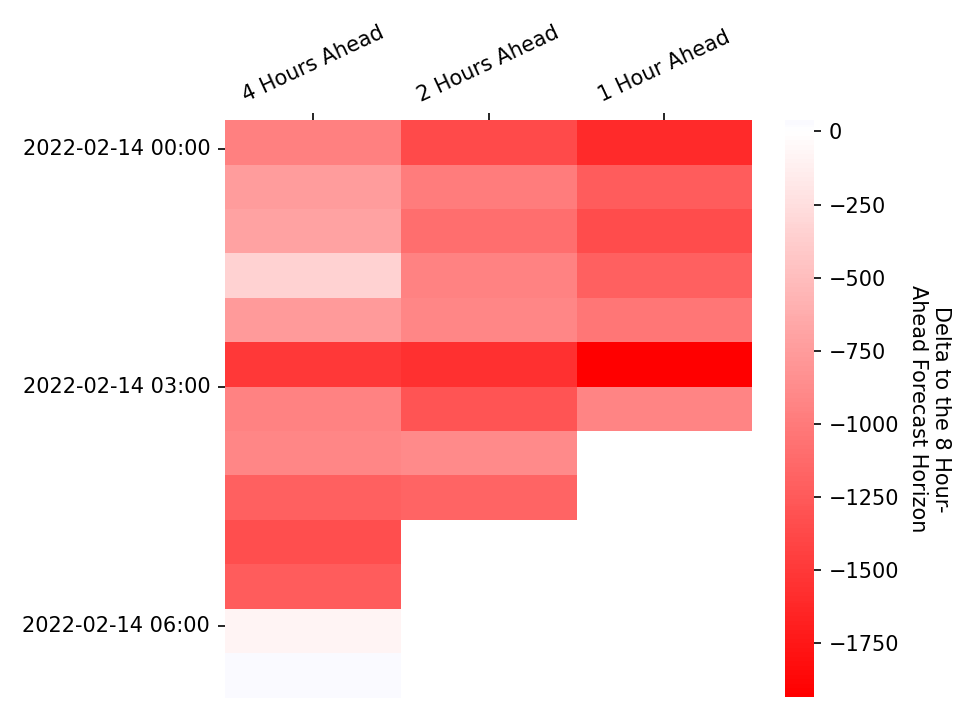 4 Hours Ahead
2 Hours Ahead
1 Hour Ahead
2022-02-14 00:00
2022-02-14 03:00
2022-02-14 06:00
0
−250
−500
−750
−1000
−1250
−1500
−1750
Delta to the 8 Hour-
Ahead Forecast Horizon